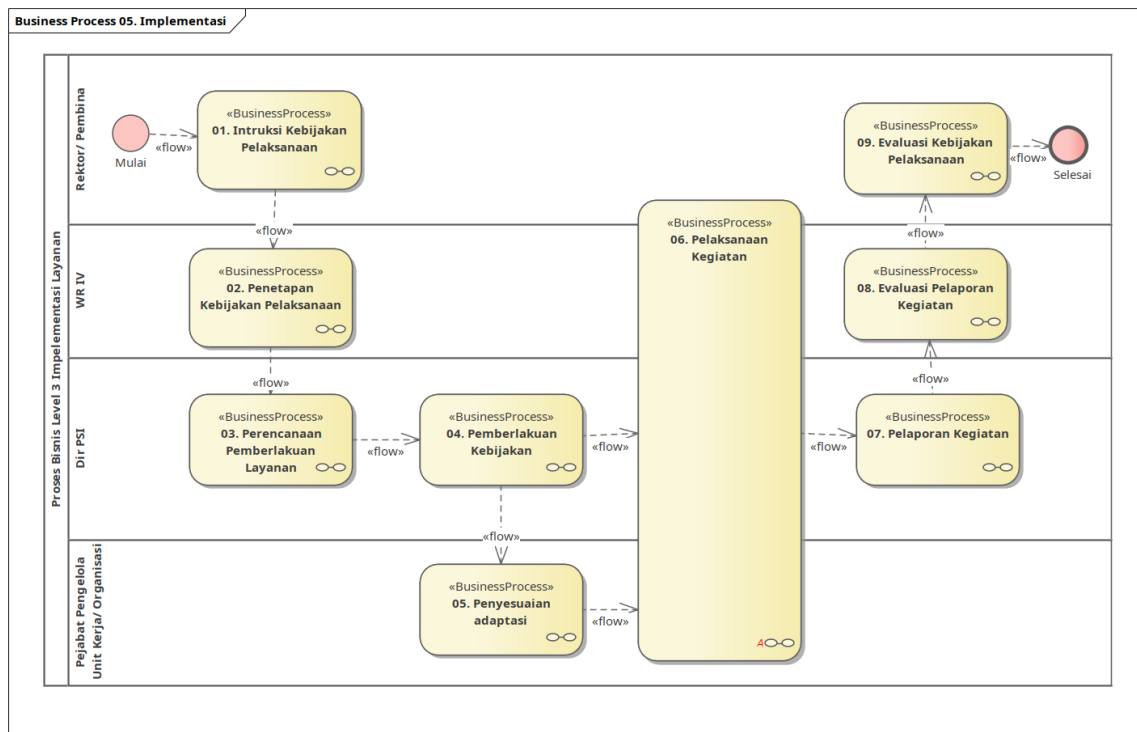 Business Process 05. Implementasi
Proses Bisnis Level 3 Impelementasi Layanan
Rektor/ Pembina
Mulai
«flow»
«BusinessProcess»
01. Intruksi Kebijakan
Pelaksanaan
«flow»
«BusinessProcess»
09. Evaluasi Kebijakan
Pelaksanaan
«flow»
Selesai
WR IV
«BusinessProcess»
02. Penetapan
Kebijakan Pelaksanaan
«flow»
«BusinessProcess»
06. Pelaksanaan
Kegiatan
A
«BusinessProcess»
08. Evaluasi Pelaporan
Kegiatan
«flow»
Dir PSI
«BusinessProcess»
03. Perencanaan
Pemberlakuan
Layanan
«flow»
«BusinessProcess»
04. Pemberlakuan
Kebijakan
«flow»
«flow»
«BusinessProcess»
07. Pelaporan Kegiatan
«flow»
«flow»
Pejabat Pengelola
Unit Kerja/ Organisasi
«BusinessProcess»
05. Penyesuaian
adaptasi
«flow»